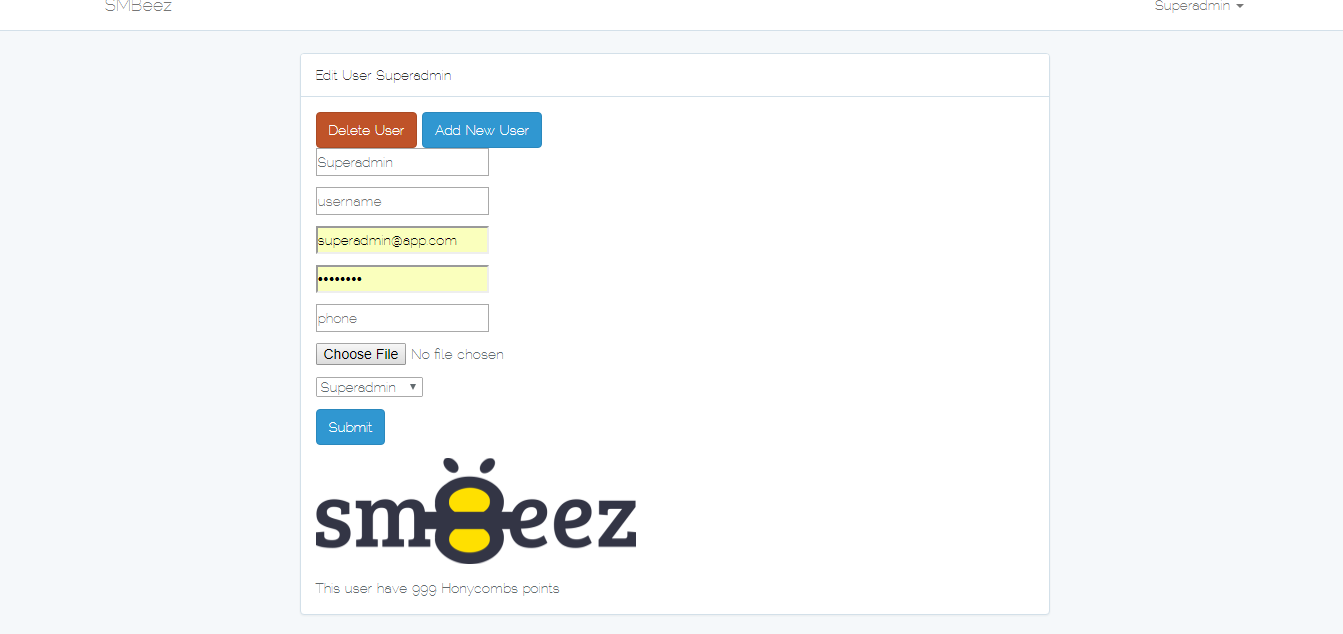 SMBeez
Superadmin
Edit User Superadmin
Delete User Add New User
Superadmin
username
superadmin@app.com
••••••••
phone
Choose File No file chosen
Superadmin
Submit
smBeez
This user have 999 Honycombs points